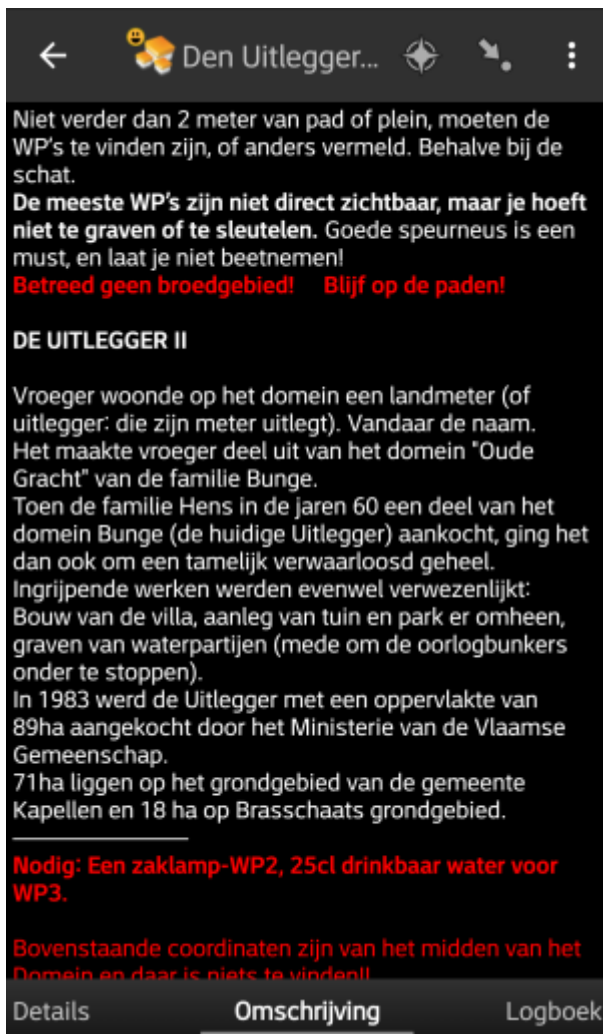 Den Uitlegger...
Niet verder dan 2 meter van pad of plein, moeten de
WP's te vinden zijn, of anders vermeld. Behalve bij de
schat.
De meeste WP's zijn niet direct zichtbaar, maar je hoeft
niet te graven of te sleutelen. Goede speurneus is een
must, en laat je niet beetnemen!
Betreed geen broedgebied! Blijf op de paden!
DE UITLEGGER II
Vroeger woonde op het domein een landmeter (of
uitlegger: die zijn meter uitlegt). Vandaar de naam.
Het maakte vroeger deel uit van het domein "Oude
Gracht" van de familie Bunge.
Toen de familie Hens in de jaren 60 een deel van het
domein Bunge (de huidige Uitlegger) aankocht, ging het
dan ook om een tamelijk verwaarloosd geheel.
Ingrijpende werken werden evenwel verwezenlijkt:
Bouw van de villa, aanleg van tuin en park er omheen,
graven van waterpartijen (mede om de oorlogbunkers
onder te stoppen).
In 1983 werd de Uitlegger met een oppervlakte van
89ha aangekocht door het Ministerie van de Vlaamse
Gemeenschap.
71ha liggen op het grondgebied van de gemeente
Kapellen en 18 ha op Brasschaats grondgebied.
Nodig: Een zaklamp-WP2, 25cl drinkbaar water voor
WP3.
Bovenstaande coordinaten zijn van het midden van het
Domein en daar is niets te vinden!!
Details Omschrijving Logboek